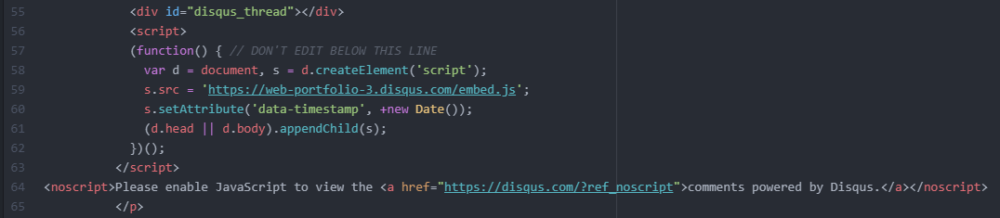 55 <div id="disqus_thread"></div>
56 <script>
57 (function() { // DON'T EDIT BELOW THIS LINE
58 var d = document, s = d.createElement('script');
59 s.src = 'https://web-portfolio-3.disqus.com/embed.js';
60 s.setAttribute('data-timestamp', +new Date());
61 (d.head || d.body).appendChild(s);
62 })();
63 </script>
64 <noscript>Please enable JavaScript to view the <a href="https://disqus.com/?ref_noscript">comments powered by Disqus.</a></noscript>
65 </p>